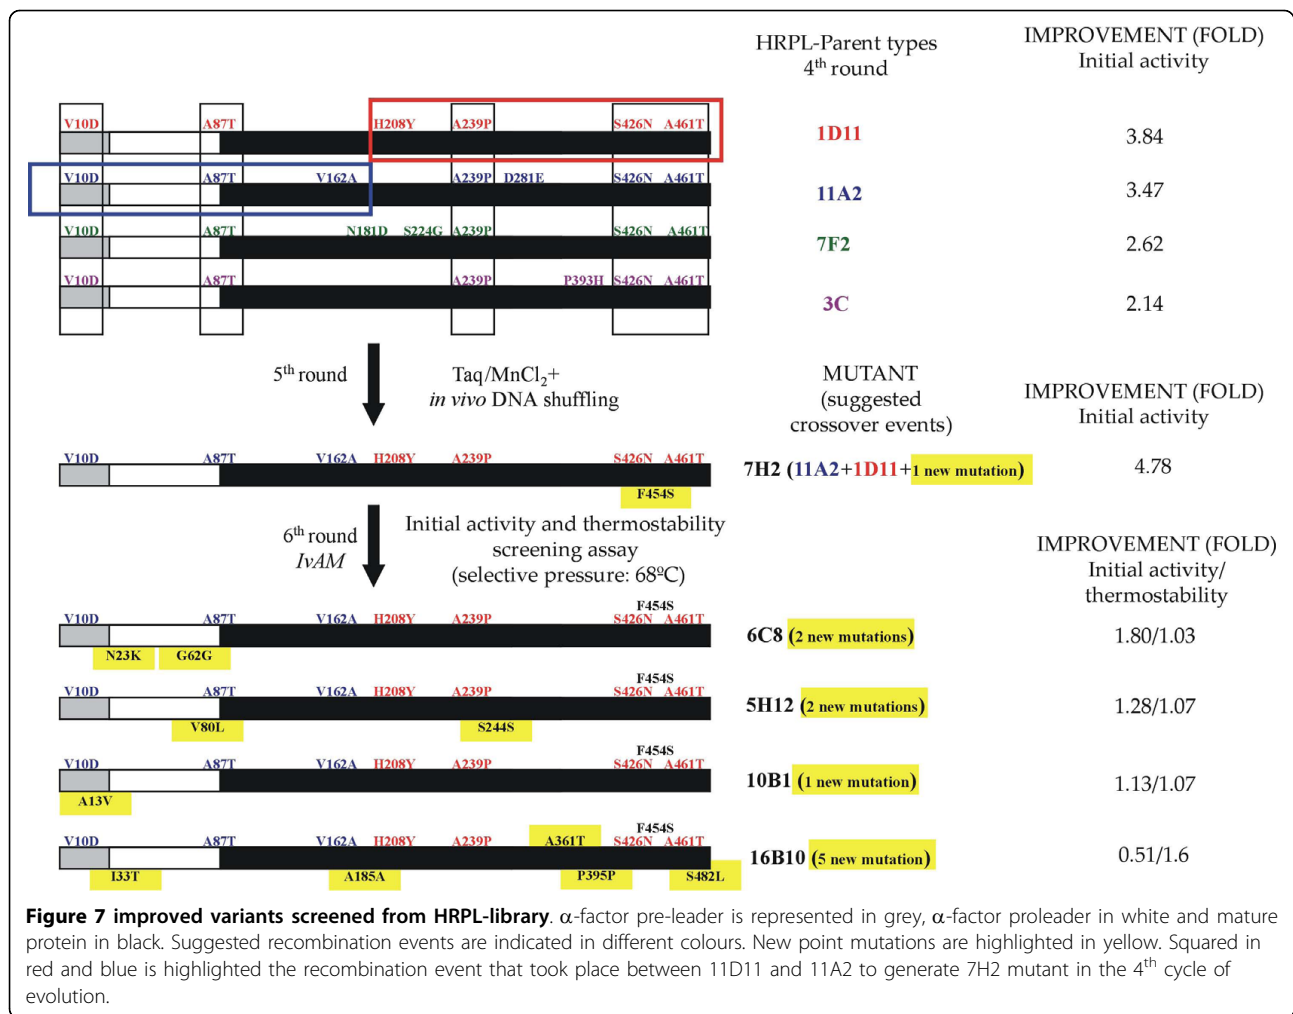 HRPL-Parent types
4th round
IMPROVEMENT (FOLD)
Initial activity
V10D A87T H208Y A239P S426N A461T
1D11
3.84
V10D A87T V162A A239P D281E S426N A461T
11A2
3.47
V10D A87T N181D S224G A239P S426N A461T
7F2
2.62
V10D A87T A239P P393H S426N A461T
3C
2.14
5th round
Taq/MnCl2+
in vivo DNA shuffling
MUTANT
(suggested
crossover events)
IMPROVEMENT (FOLD)
Initial activity
V10D A87T V162A H208Y A239P S426N A461T
F454S
7H2 (11A2+1D11+1 new mutation)
4.78
6th round
IvAM
Initial activity and thermostability
screening assay
(selective pressure: 68ºC)
IMPROVEMENT (FOLD)
Initial activity/
thermostability
F454S
V10D A87T V162A H208Y A239P S426N A461T
N23K G62G
6C8 (2 new mutations)
1.80/1.03
F454S
V10D A87T V162A H208Y A239P S426N A461T
V80L S244S
5H12 (2 new mutations)
1.28/1.07
F454S
V10D A87T V162A H208Y A239P S426N A461T
A13V
10B1 (1 new mutation)
1.13/1.07
F454S
V10D A87T V162A H208Y A239P A361T S426N A461T
I33T A185A P395P S482L
16B10 (5 new mutation)
0.51/1.6
Figure 7 improved variants screened from HRPL-library. α-factor pre-leader is represented in grey, α-factor proleader in white and mature
protein in black. Suggested recombination events are indicated in different colours. New point mutations are highlighted in yellow. Squared in
red and blue is highlighted the recombination event that took place between 11D11 and 11A2 to generate 7H2 mutant in the 4th cycle of
evolution.